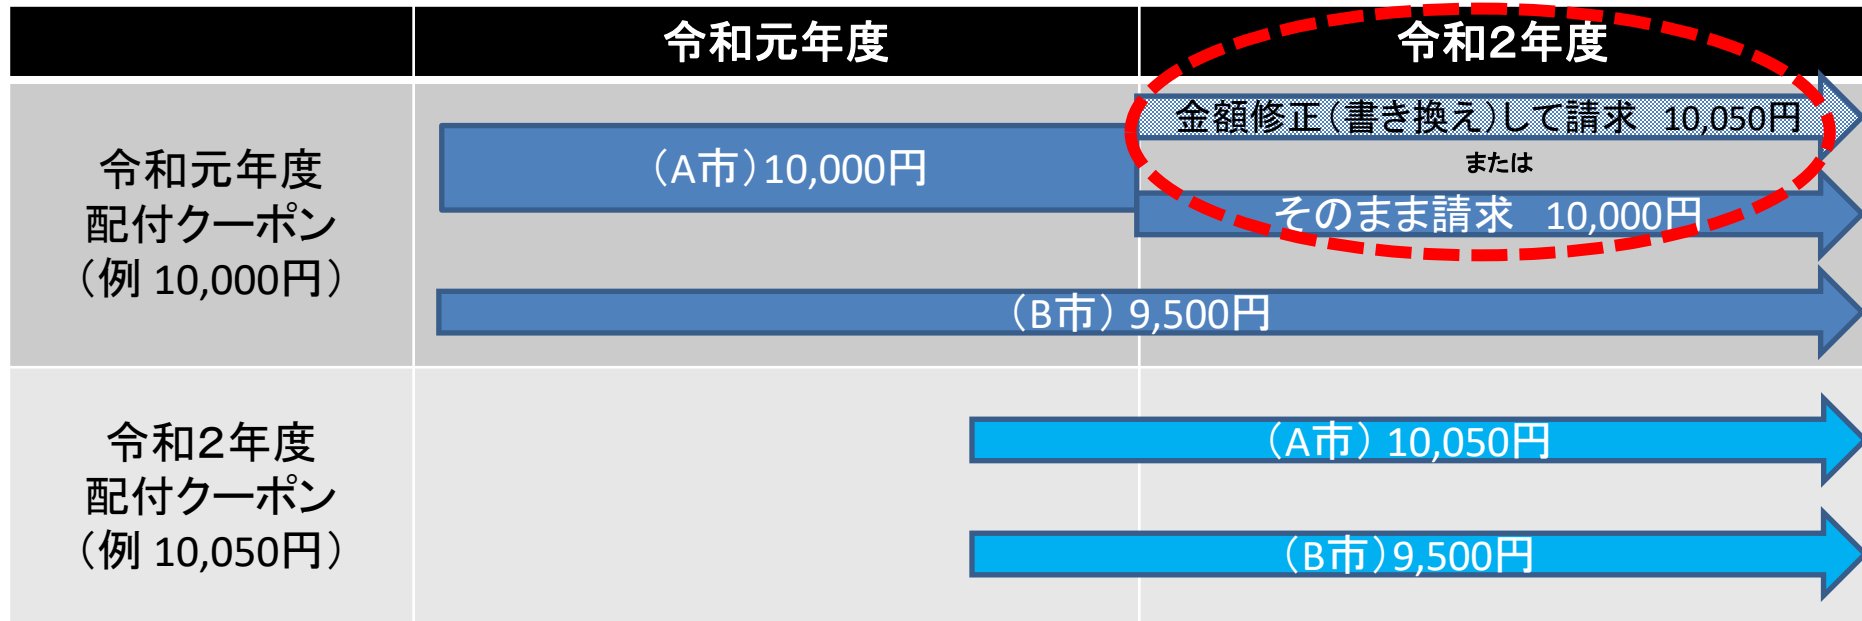 令和元年度
令和２年度
令和元年度
配付クーポン
（例 10,000円）
（A市）10,000円
金額修正（書き換え）して請求　10,050円
または
そのまま請求　10,000円
（B市） 9,500円
令和２年度
配付クーポン
（例 10,050円）
（A市） 10,050円
（B市）9,500円